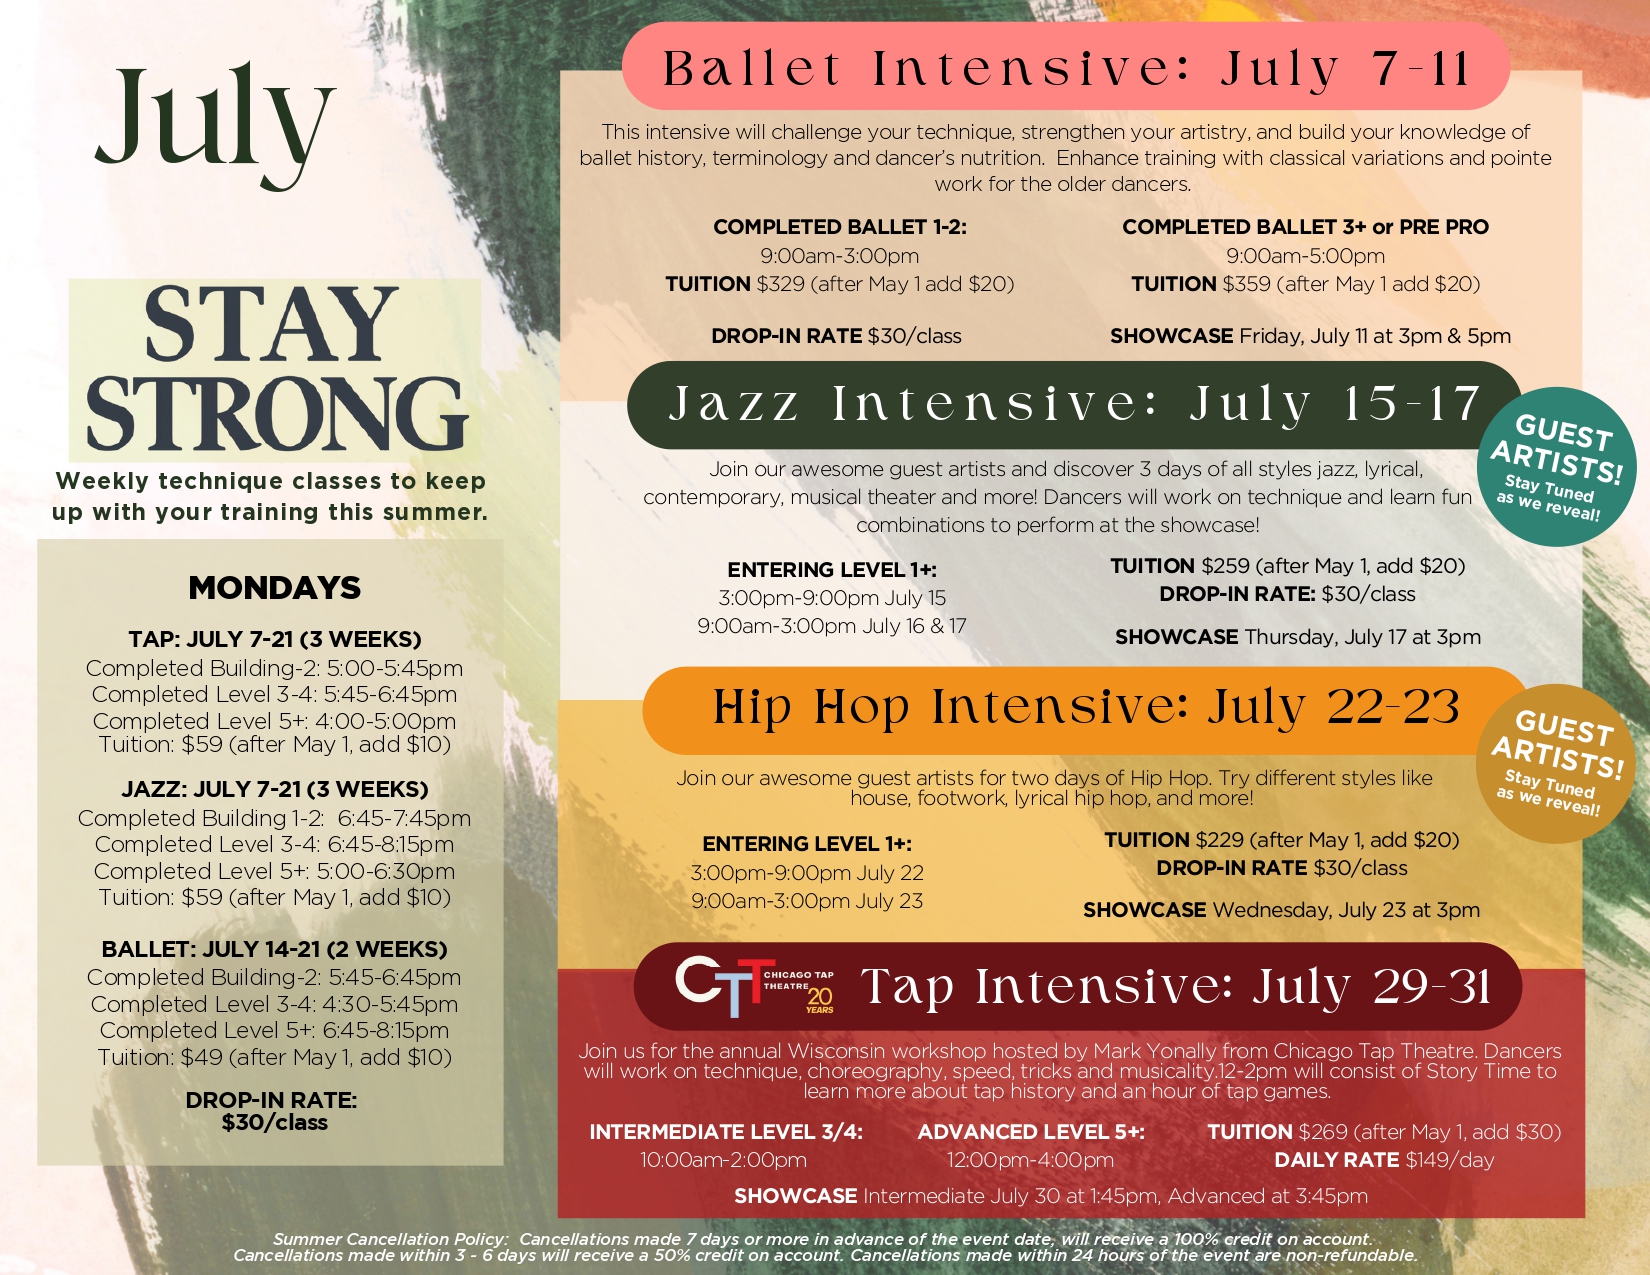 July
STAY
STRONG
Weekly technique classes to keep
up with your training this summer.
MONDAYS
TAP: JULY 7-21 (3 WEEKS)
Completed Building-2: 5:00-5:45pm
Completed Level 3-4: 5:45-6:45pm
Completed Level 5+: 4:00-5:00pm
Tuition: $59 (after May 1, add $10)
JAZZ: JULY 7-21 (3 WEEKS)
Completed Building 1-2:  6:45-7:45pm
Completed Level 3-4: 6:45-8:15pm
Completed Level 5+: 5:00-6:30pm
Tuition: $59 (after May 1, add $10)
BALLET: JULY 14-21 (2 WEEKS)
Completed Building-2: 5:45-6:45pm
Completed Level 3-4: 4:30-5:45pm
Completed Level 5+: 6:45-8:15pm
Tuition: $49 (after May 1, add $10)
DROP-IN RATE:
$30/class
Ballet Intensive: July 7-11
This intensive will challenge your technique, strengthen your artistry, and build your knowledge of
ballet history, terminology and dancer's nutrition.  Enhance training with classical variations and pointe
work for the older dancers.
COMPLETED BALLET 1-2:
9:00am-3:00pm
TUITION $329 (after May 1 add $20)
DROP-IN RATE $30/class
COMPLETED BALLET 3+ or PRE PRO
9:00am-5:00pm
TUITION $359 (after May 1 add $20)
SHOWCASE Friday, July 11 at 3pm & 5pm
Jazz Intensive: July 15-17
GUEST
ARTISTS!
Stay Tuned
as we reveal!
Join our awesome guest artists and discover 3 days of all styles jazz, lyrical,
contemporary, musical theater and more! Dancers will work on technique and learn fun
combinations to perform at the showcase!
ENTERING LEVEL 1+:
3:00pm-9:00pm July 15
9:00am-3:00pm July 16 & 17
TUITION $259 (after May 1, add $20)
DROP-IN RATE: $30/class
SHOWCASE Thursday, July 17 at 3pm
Hip Hop Intensive: July 22-23
GUEST
ARTISTS!
Stay Tuned
as we reveal!
Join our awesome guest artists for two days of Hip Hop. Try different styles like
house, footwork, lyrical hip hop, and more!
ENTERING LEVEL 1+:
3:00pm-9:00pm July 22
9:00am-3:00pm July 23
TUITION $229 (after May 1, add $20)
DROP-IN RATE $30/class
SHOWCASE Wednesday, July 23 at 3pm
CTT
CHICAGO TAP
THEATRE
20
YEARS
Tap Intensive: July 29-31
Join us for the annual Wisconsin workshop hosted by Mark Yonally from Chicago Tap Theatre. Dancers
will work on technique, choreography, speed, tricks and musicality.12-2pm will consist of Story Time to
learn more about tap history and an hour of tap games.
INTERMEDIATE LEVEL 3/4:
10:00am-2:00pm
ADVANCED LEVEL 5+:
12:00pm-4:00pm
TUITION $269 (after May 1, add $30)
DAILY RATE $149/day
SHOWCASE Intermediate July 30 at 1:45pm, Advanced at 3:45pm
Summer Cancellation Policy:  Cancellations made 7 days or more in advance of the event date, will receive a 100% credit on account.
Cancellations made within 3 - 6 days will receive a 50% credit on account. Cancellations made within 24 hours of the event are non-refundable.